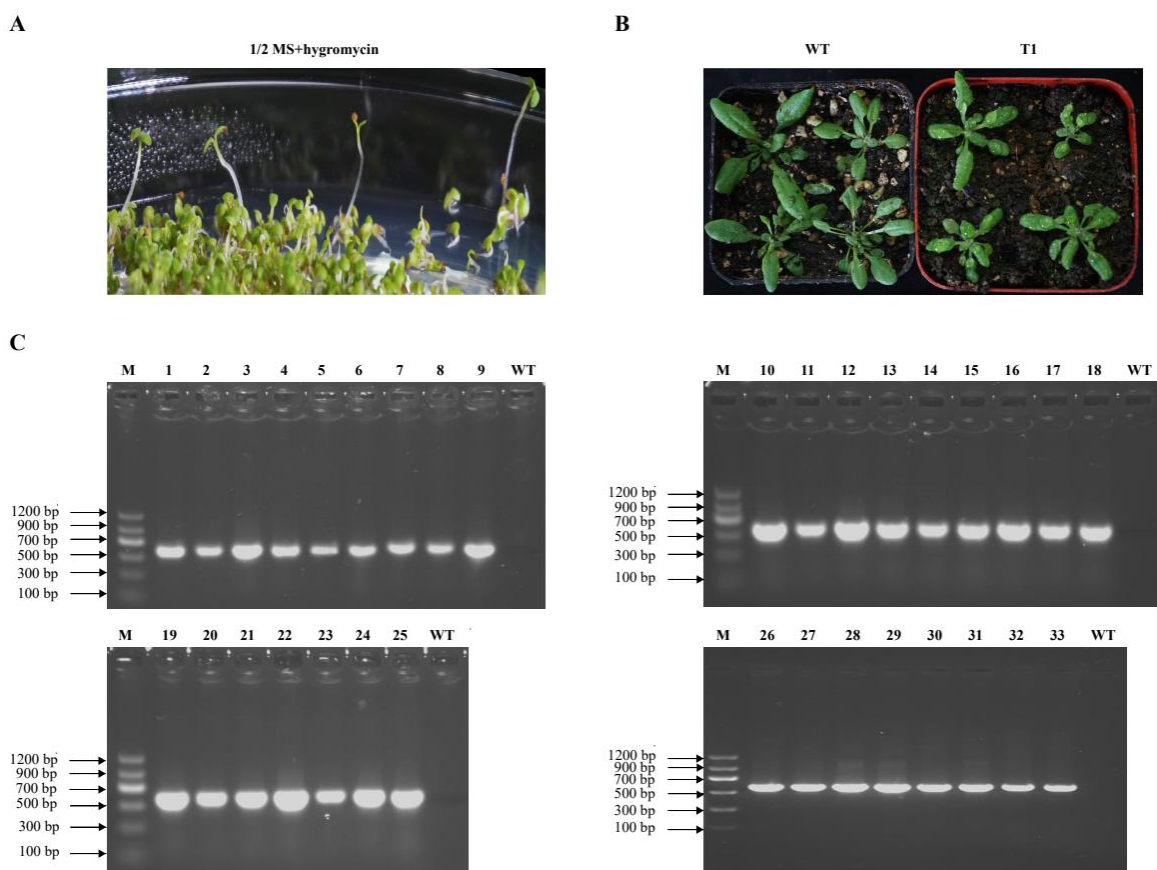 A
B
1/2 MS+hygromycin
WT
T1
C
M 1 2 3 4 5 6 7 8 9 WT
1200 bp
900 bp
700 bp
500 bp
300 bp
100 bp
M 10 11 12 13 14 15 16 17 18 WT
1200 bp
900 bp
700 bp
500 bp
300 bp
100 bp
M 19 20 21 22 23 24 25 WT
1200 bp
900 bp
700 bp
500 bp
300 bp
100 bp
M 26 27 28 29 30 31 32 33 WT
1200 bp
900 bp
700 bp
500 bp
300 bp
100 bp